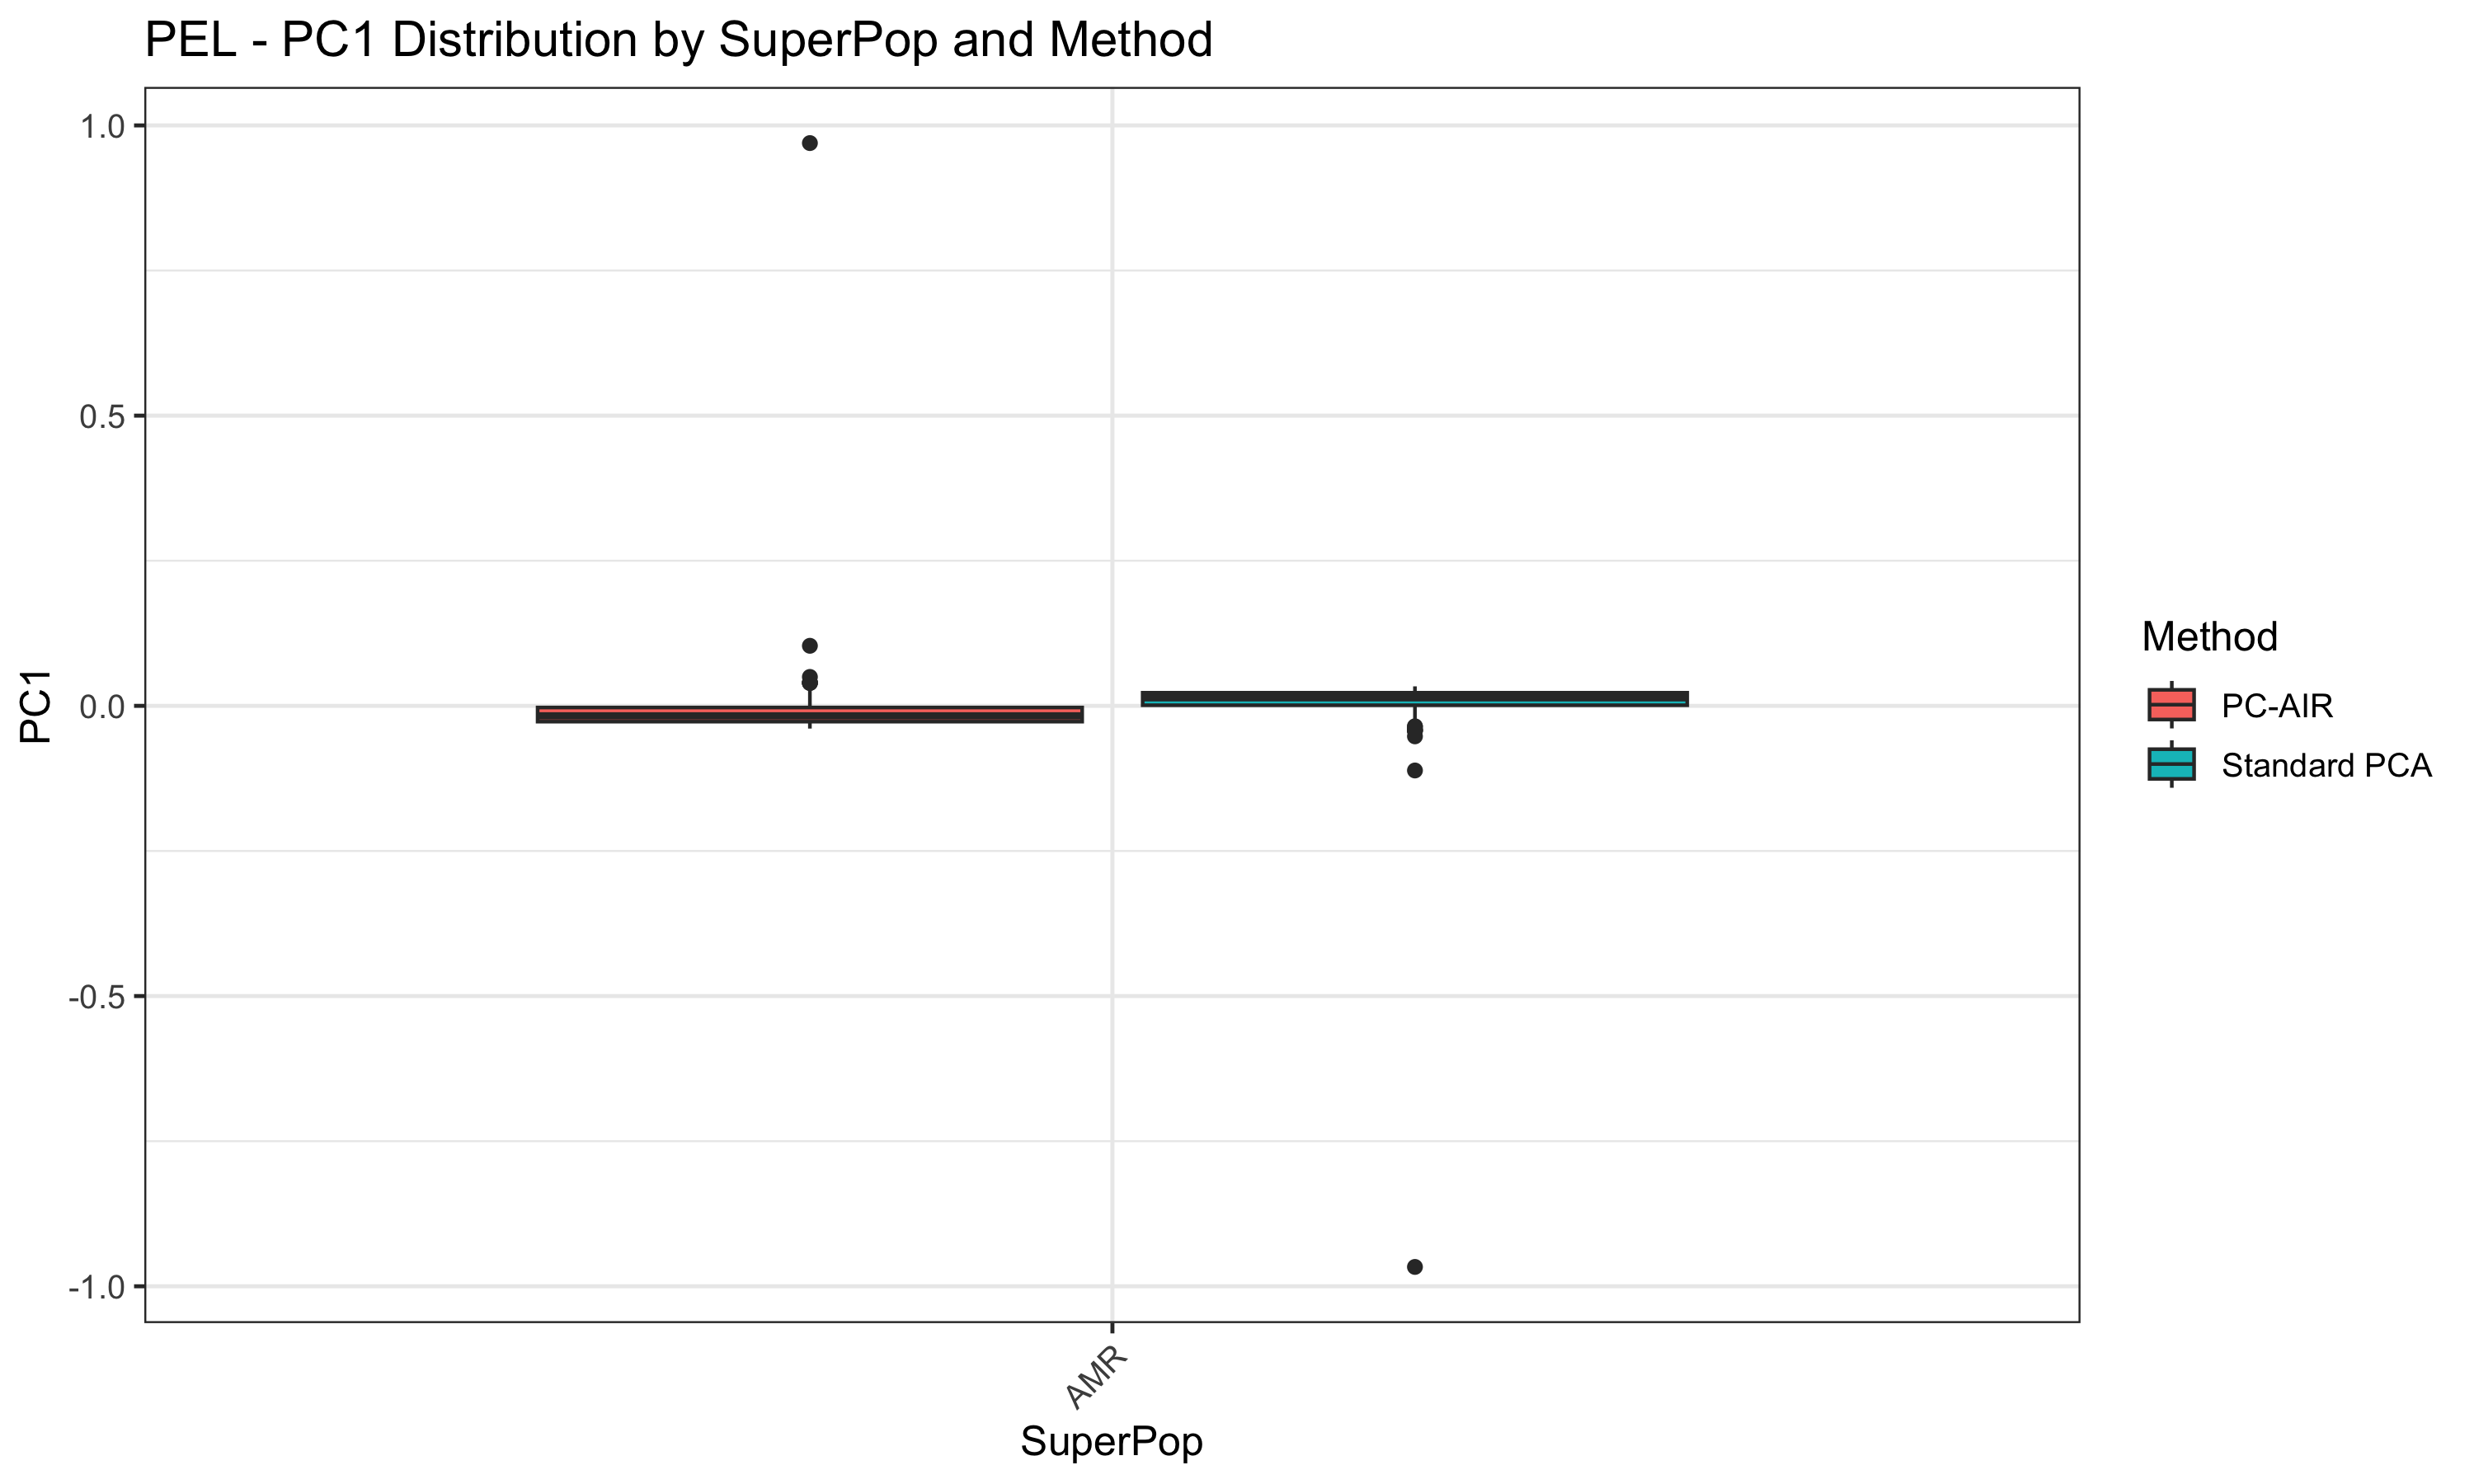 PEL - PC1 Distribution by SuperPop and Method
1.0
0.5
0.0
-0.5
-1.0
PC1
AMR
SuperPop
Method
PC-AIR
Standard PCA